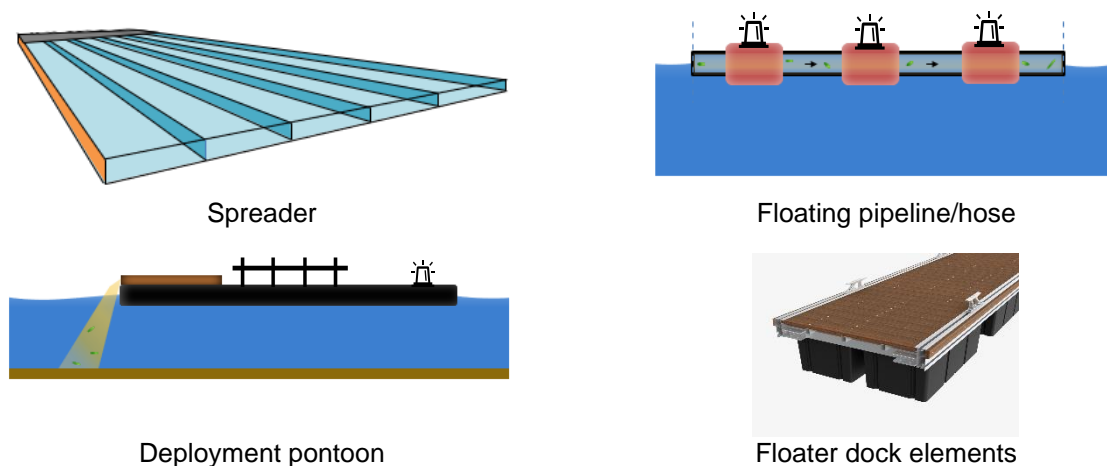 Spreader
Floating pipeline/hose
Deployment pontoon
Floater dock elements